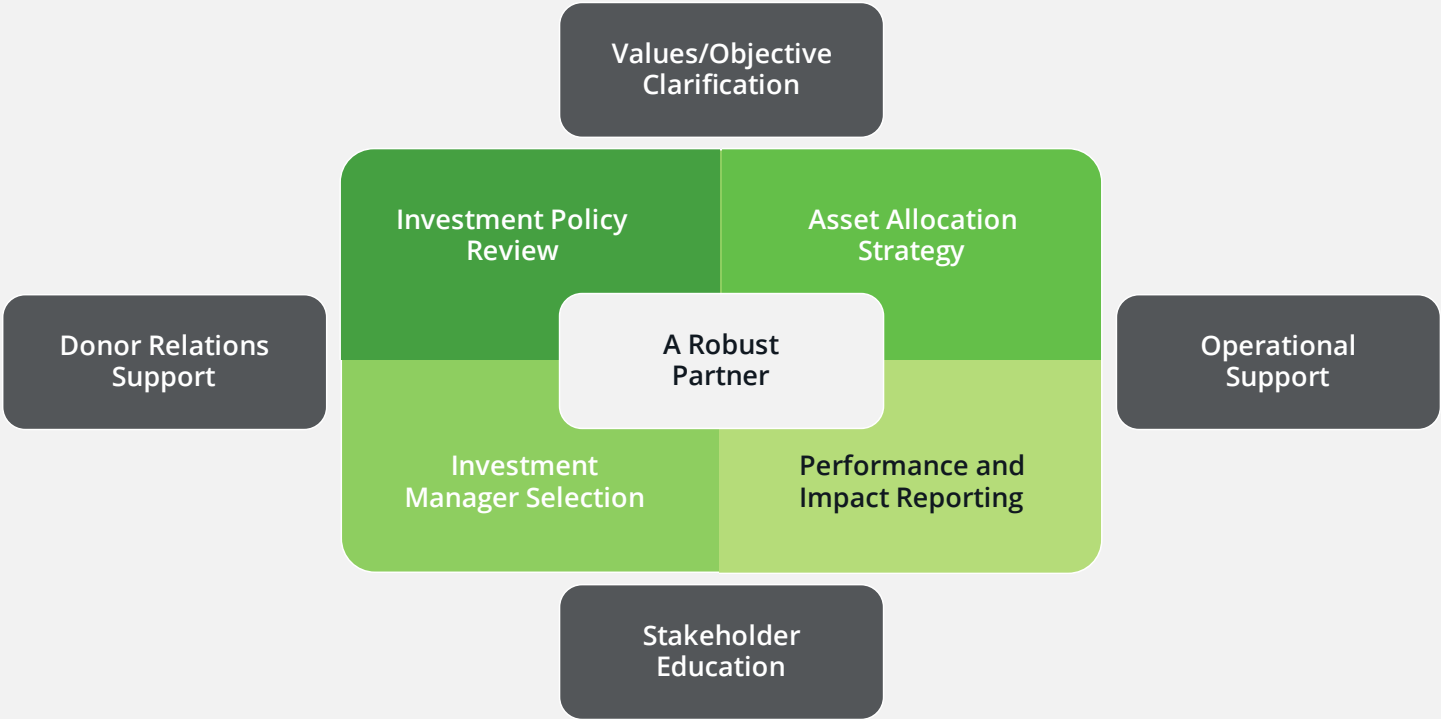 Values/Objective
Clarification
Investment Policy
Review
Asset Allocation
Strategy
Donor Relations
Support
A Robust
Partner
Operational
Support
Investment
Manager Selection
Performance and
Impact Reporting
Stakeholder
Education